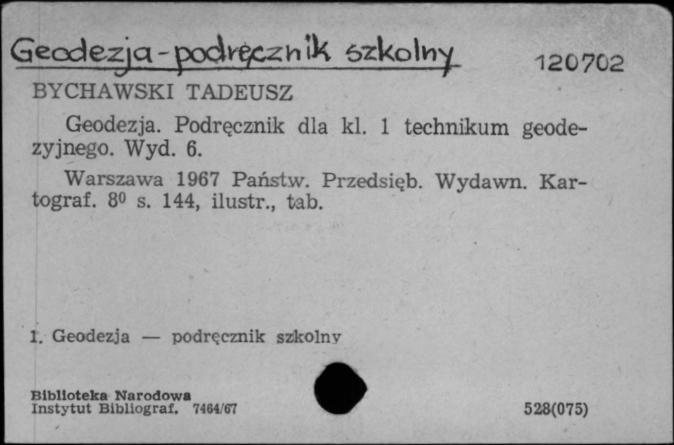 Geodezja - podręcznik szkolny
120702
BYCHAWSKI TADEUSZ
Geodezja. Podręcznik dla kl. 1 technikum geode-
zyjnego. Wyd. 6.
Warszawa 1967 Państw. Przedsięb. Wydawn. Kar-
tograf. 8⁰ s. 144, ilustr., tab.
1. Geodezja — podręcznik szkolny
Biblioteka Narodowa
Instytut Bibliograf. 7464/67
528(075)